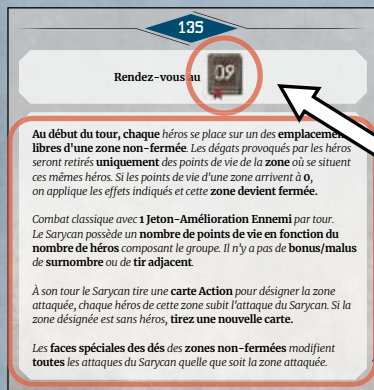 135
Rendez-vous au 09
Au début du tour, chaque héros se place sur un des emplacements
libres d'une zone non-fermée. Les dégats provoqués par les héros
seront retirés uniquement des points de vie de la zone où se situent
ces mêmes héros. Si les points de vie d'une zone arrivent à 0,
on applique les effets indiqués et cette zone devient fermée.
Combat classique avec 1 Jeton-Amélioration Ennemi par tour.
Le Sarycan possède un nombre de points de vie en fonction du
nombre de héros composant le groupe. Il n'y a pas de bonus/malus
de surnombre ou de tir adjacent.
À son tour le Sarycan tire une carte Action pour désigner la zone
attaquée, chaque héros de cette zone subit l'attaque du Sarycan. Si la
zone désignée est sans héros, tirez une nouvelle carte.
Les faces spéciales des dés des zones non-fermées modifient
toutes les attaques du Sarycan quelle que soit la zone attaquée.